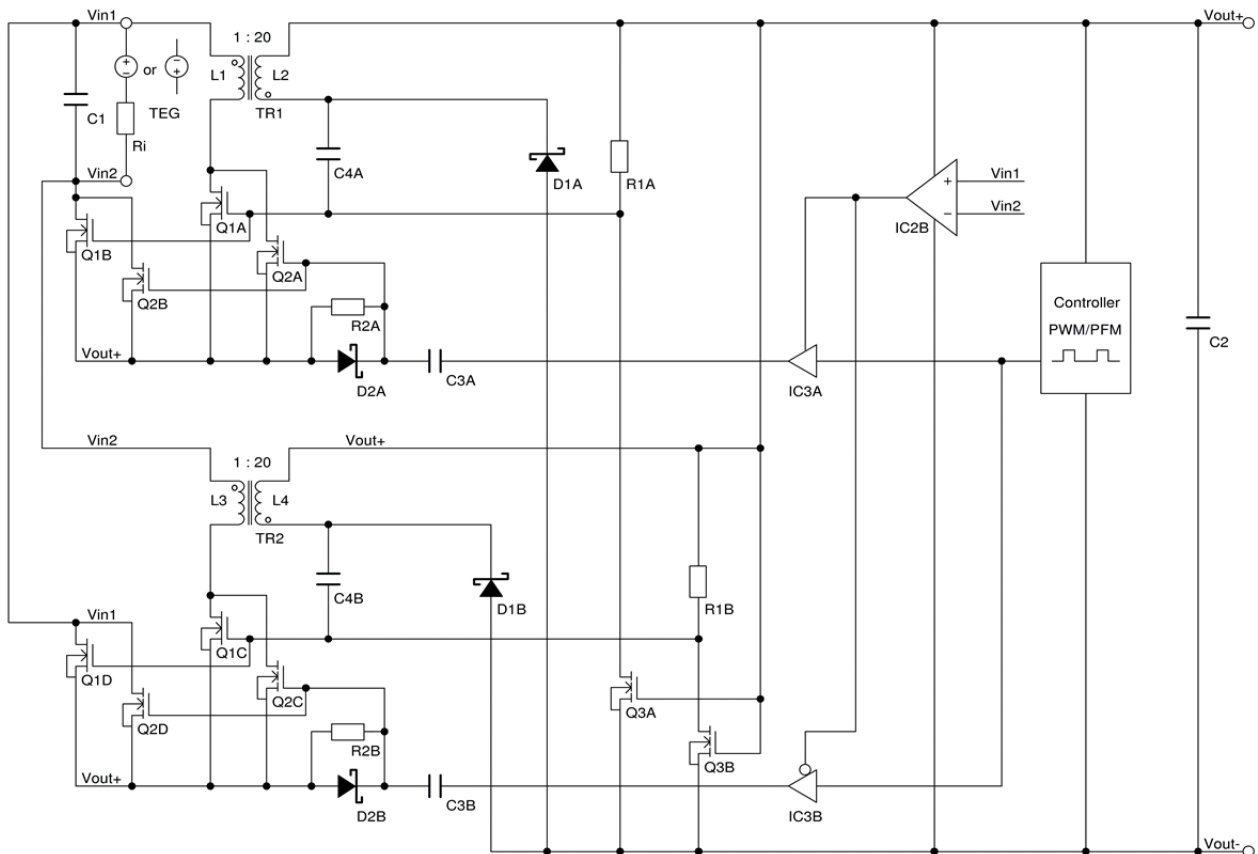 Vin1
Vout+
1 : 20
+
−
or
−
+
L1
L2
TEG
TR1
C1
Ri
C4A
D1A
R1A
Vin2
+
Vin1
−
Vin2
Q1A
IC2B
Q1B
Q2A
Q2B
Controller
PWM/PFM
R2A
C2
Vout+
D2A
C3A
IC3A
Vin2
Vout+
1 : 20
L3
L4
TR2
C4B
D1B
R1B
Vin1
Q1C
Q1D
Q2C
Q3A
Q2D
R2B
Q3B
Vout+
D2B
C3B
IC3B
Vout-